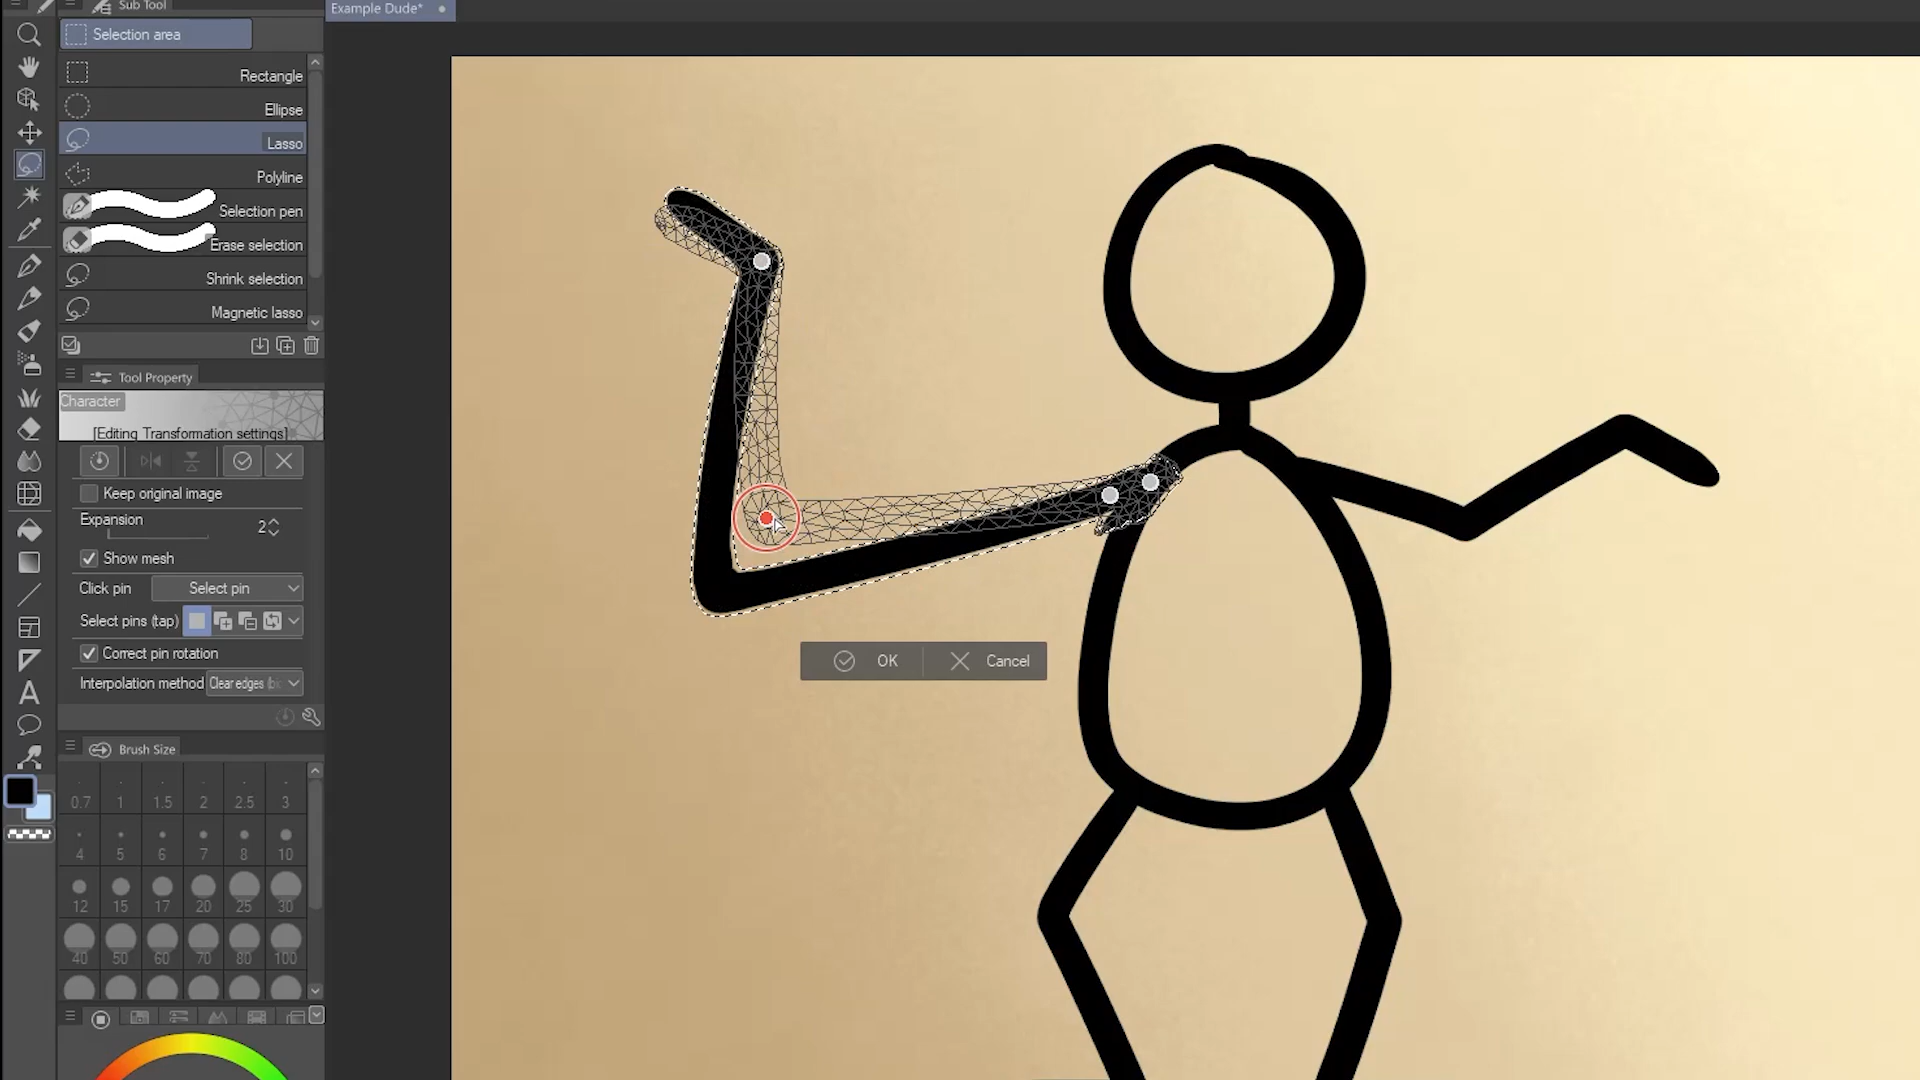 Sub Tool
Example Dude*
Selection area
Rectangle
Ellipse
Lasso
Polyline
Selection pen
Erase selection
Shrink selection
Magnetic lasso
Tool Property
Character
[Editing Transformation settings]
Keep original image
Expansion
2
Show mesh
Click pin
Select pin
Select pins (tap)
Correct pin rotation
Interpolation method
Clear edges
OK
Cancel
Brush Size
0.7 1 1.5 2 2.5 3
4 5 6 7 8 10
12 15 17 20 25 30
40 50 60 70 80 100
A